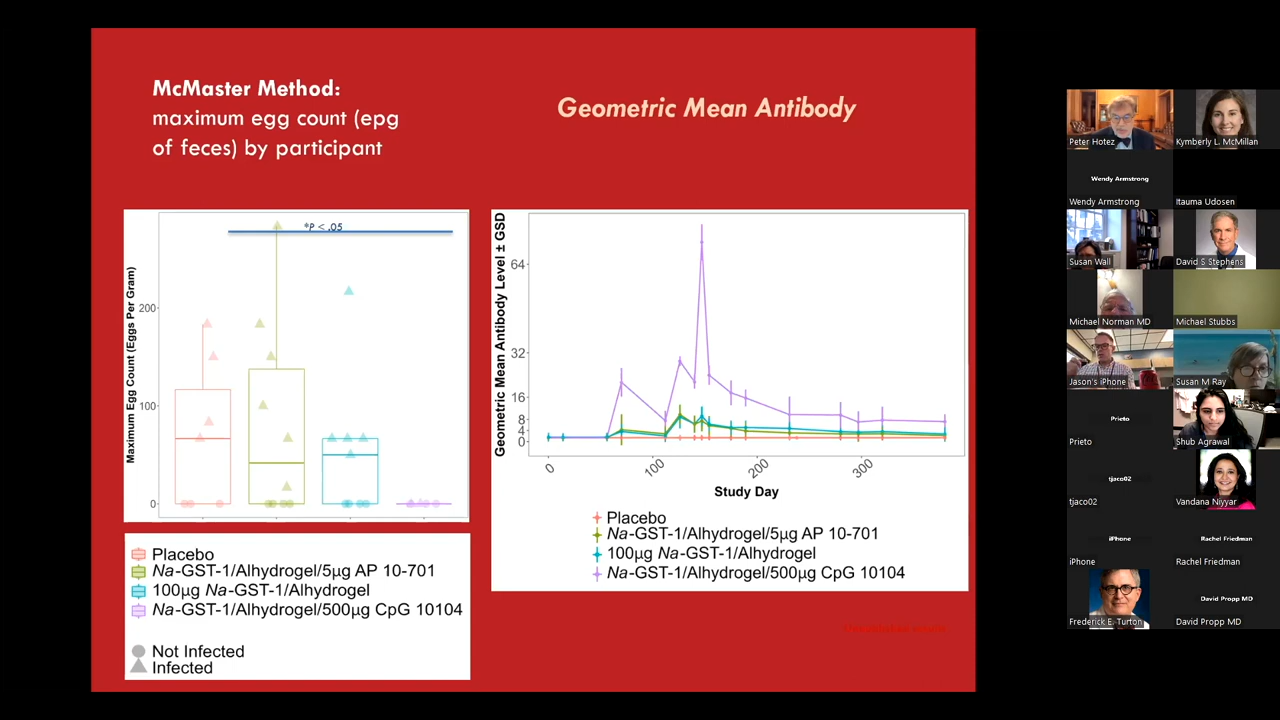 McMaster Method:
maximum egg count (epg
of feces) by participant
Geometric Mean Antibody
*P < .05
Maximum Egg Count (Eggs Per Gram)
200
100
0
Placebo
Na-GST-1/Alhydrogel/5µg AP 10-701
100µg Na-GST-1/Alhydrogel
Na-GST-1/Alhydrogel/500µg CpG 10104
Not Infected
Infected
Geometric Mean Antibody Level ± GSD
64
32
16
8
4
0
0
100
200
300
Study Day
Placebo
Na-GST-1/Alhydrogel/5µg AP 10-701
100µg Na-GST-1/Alhydrogel
Na-GST-1/Alhydrogel/500µg CpG 10104
Peter Hotez
Kymberly L. McMillan
Wendy Armstrong
Wendy Armstrong
Itauma Udosen
Susan Wall
David S Stephens
Michael Norman MD
Michael Stubbs
Jason's iPhone
Susan M Ray
Prieto
Prieto
Shub Agrawal
tjaco02
tjaco02
Vandana Niyyar
iPhone
iPhone
Rachel Friedman
Rachel Friedman
Frederick E. Turton
David Propp MD
David Propp MD